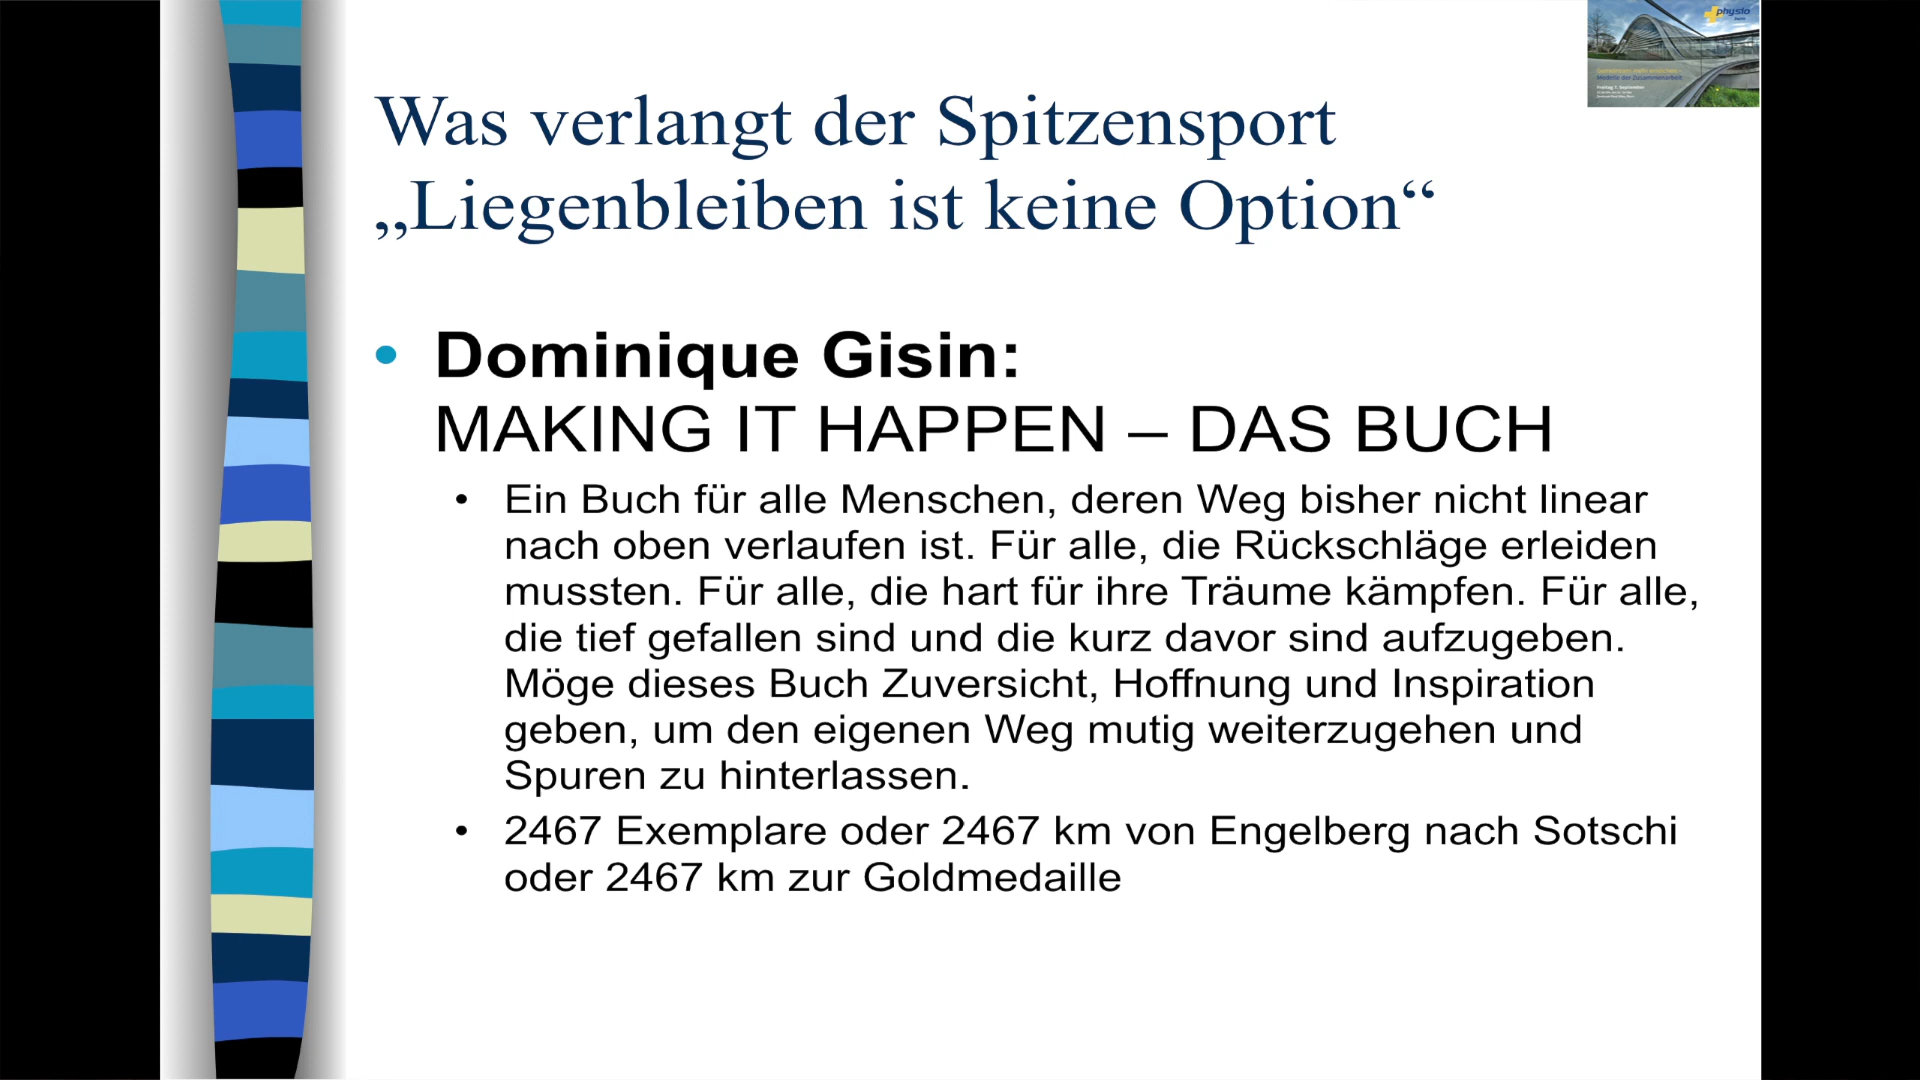 physio
Was verlangt der Spitzensport
„Liegenbleiben ist keine Option“
• Dominique Gisin:
MAKING IT HAPPEN – DAS BUCH
• Ein Buch für alle Menschen, deren Weg bisher nicht linear
nach oben verlaufen ist. Für alle, die Rückschläge erleiden
mussten. Für alle, die hart für ihre Träume kämpfen. Für alle,
die tief gefallen sind und die kurz davor sind aufzugeben.
Möge dieses Buch Zuversicht, Hoffnung und Inspiration
geben, um den eigenen Weg mutig weiterzugehen und
Spuren zu hinterlassen.
• 2467 Exemplare oder 2467 km von Engelberg nach Sotschi
oder 2467 km zur Goldmedaille